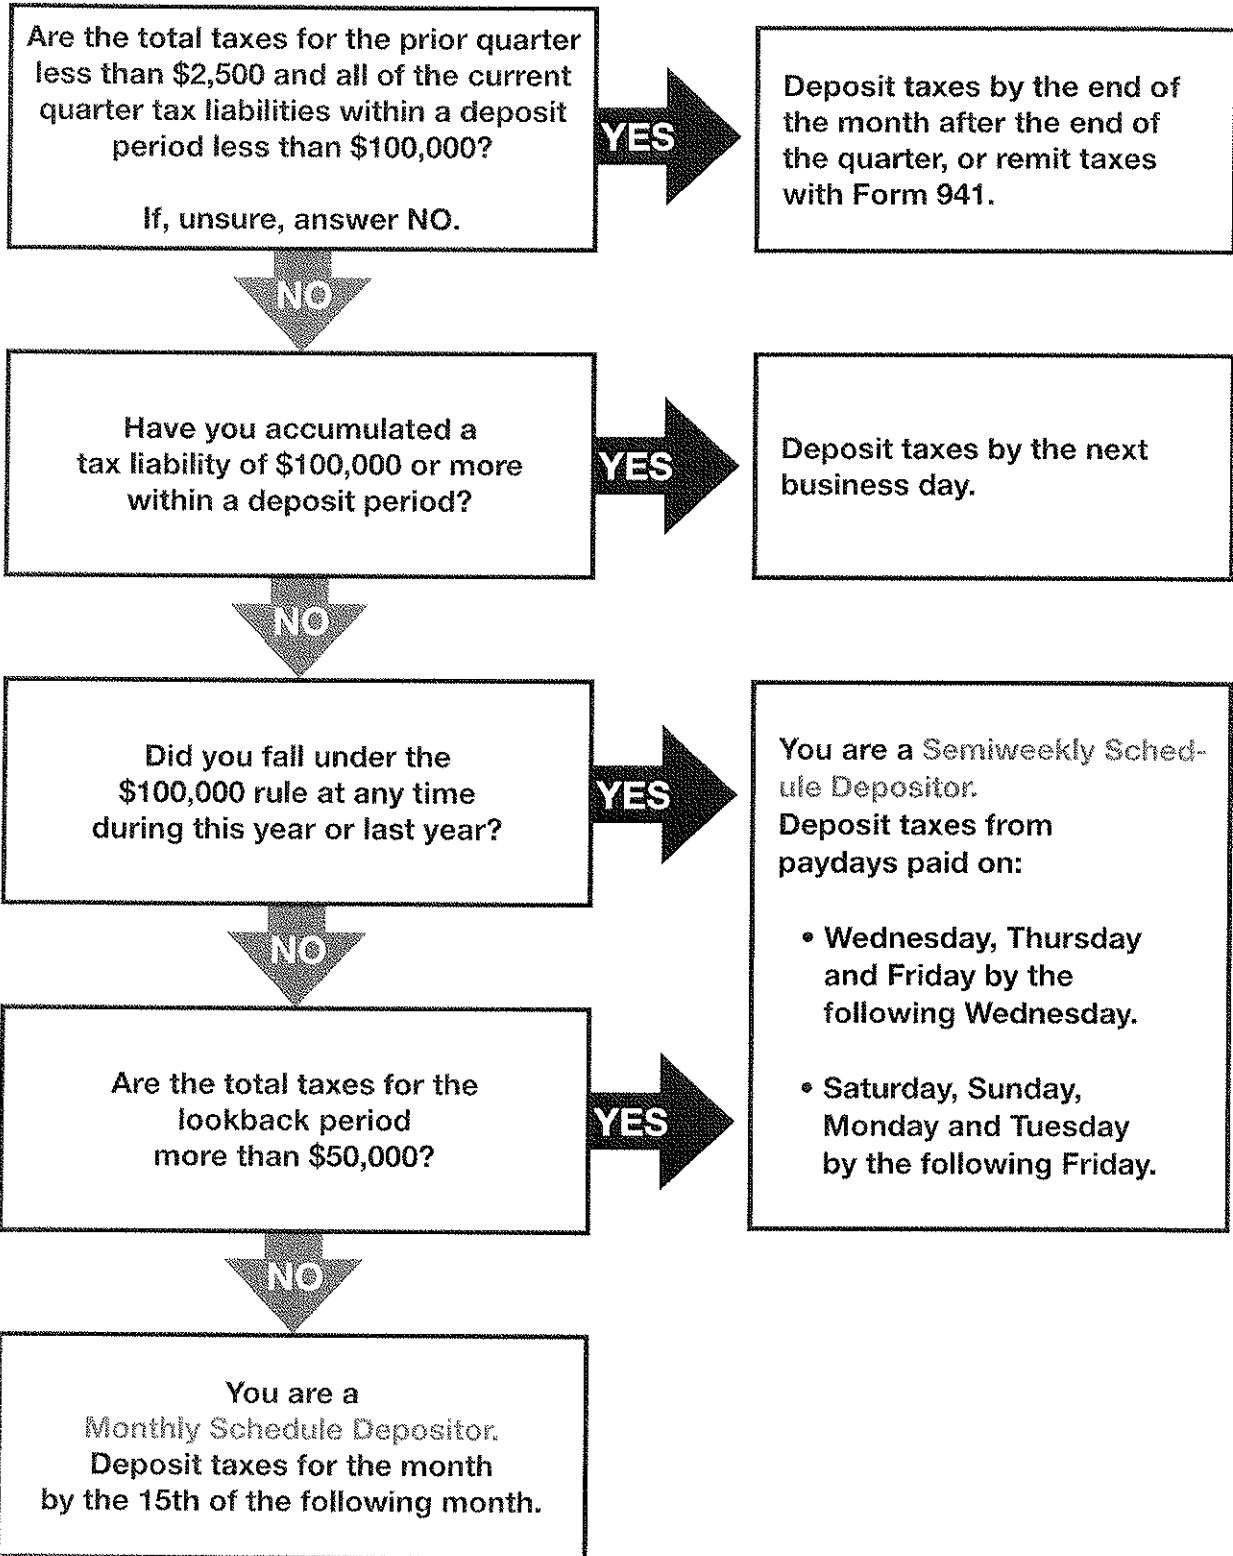 Are the total taxes for the prior quarter
less than $2,500 and all of the current
quarter tax liabilities within a deposit
period less than $100,000?
If, unsure, answer NO.
YES
Deposit taxes by the end of
the month after the end of
the quarter, or remit taxes
with Form 941.
NO
Have you accumulated a
tax liability of $100,000 or more
within a deposit period?
YES
Deposit taxes by the next
business day.
NO
Did you fall under the
$100,000 rule at any time
during this year or last year?
YES
You are a Semiweekly Sched-
ule Depositor.
Deposit taxes from
paydays paid on:
• Wednesday, Thursday
and Friday by the
following Wednesday.
• Saturday, Sunday,
Monday and Tuesday
by the following Friday.
NO
Are the total taxes for the
lookback period
more than $50,000?
YES
NO
You are a
Monthly Schedule Depositor.
Deposit taxes for the month
by the 15th of the following month.